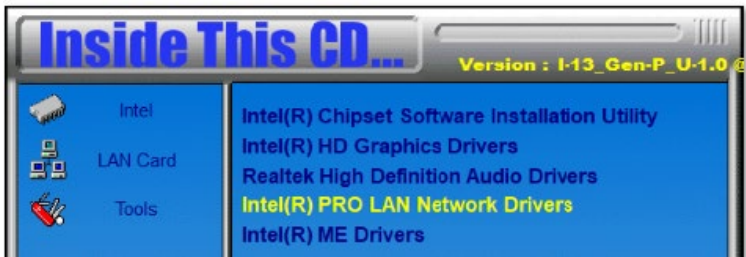 Inside This CD...
Version : I-13_Gen-P_U-1.0 @
Intel
LAN Card
Tools
Intel(R) Chipset Software Installation Utility
Intel(R) HD Graphics Drivers
Realtek High Definition Audio Drivers
Intel(R) PRO LAN Network Drivers
Intel(R) ME Drivers